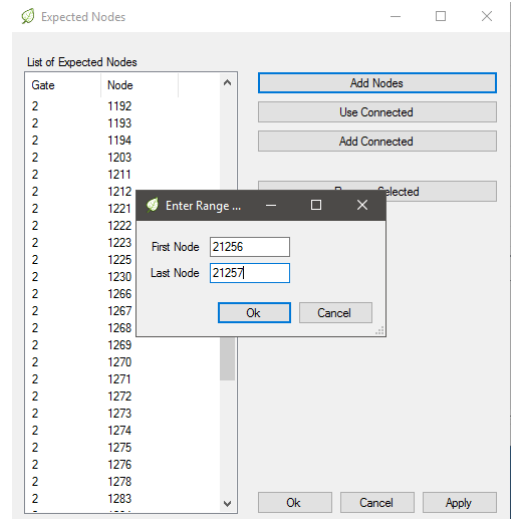 Expected Nodes
List of Expected Nodes
Gate Node
2 1192
2 1193
2 1194
2 1203
2 1211
2 1212
2 1221
2 1222
2 1223
2 1225
2 1230
2 1266
2 1267
2 1268
2 1269
2 1270
2 1271
2 1272
2 1273
2 1274
2 1275
2 1276
2 1278
2 1283
Add Nodes
Use Connected
Add Connected
Selected
Enter Range ...
First Node 21256
Last Node 21257
Ok Cancel
Ok Cancel Apply